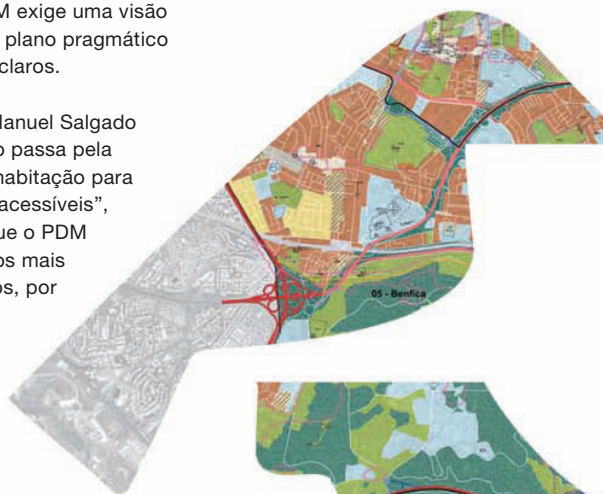 M exige uma visão
plano pragmático
claros.
Manuel Salgado
o passa pela
habitação para
acessíveis”,
ue o PDM
os mais
os, por
05 - Benfica